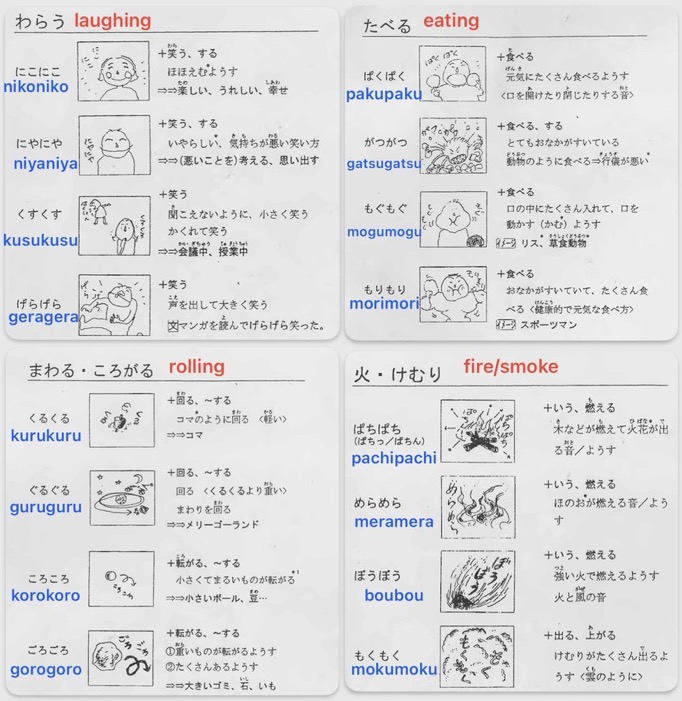 わらう laughing
にこにこ
nikoniko
+笑う、する
ほほえむようす
⇒⇒楽しい、うれしい、幸せ
にやにや
niyaniya
+笑う、する
いやらしい、気持ちが悪い笑い方
⇒⇒(悪いことを)考える、思い出す
くすくす
kusukusu
+笑う
聞こえないように、小さく笑う
かくれて笑う
⇒⇒会議中、授業中
げらげら
geragera
+笑う
声を出して大きく笑う
文マンガを読んでげらげら笑った。
たべる eating
ぱくぱく
pakupaku
+食べる
元気にたくさん食べるようす
〈口を開けたり閉じたりする音〉
がつがつ
gatsugatsu
+食べる、する
とてもおなかがすいている
動物のように食べる⇒行儀が悪い
もぐもぐ
mogumogu
+食べる
口の中にたくさん入れて、口を
動かす(かむ)ようす
イメージ リス、草食動物
もりもり
morimori
+食べる
おなかがすいていて、たくさん食
べる〈健康的で元気な食べ方〉
イメージ スポーツマン
まわる・ころがる rolling
くるくる
kurukuru
+回る、~する
コマのように回る 〈軽い〉
⇒⇒コマ
ぐるぐる
guruguru
+回る、~する
回る 〈くるくるより重い〉
まわりを回る
⇒⇒メリーゴーランド
ころころ
korokoro
+転がる、~する
小さくてまるいものが転がる
⇒⇒小さいボール、豆…
ごろごろ
gorogoro
+転がる、~する
①重いものが転がるようす
②たくさんあるようす
⇒⇒大きいゴミ、石、いも
火・けむり fire/smoke
ぱちぱち
(ぱちっ/ぱちん)
pachipachi
+いう、燃える
木などが燃えて火花が出
る音/ようす
めらめら
meramera
+いう、燃える
ほのおが燃える音/よう
す
ぼうぼう
boubou
+いう、燃える
強い火で燃えるようす
火と風の音
もくもく
mokumoku
+出る、上がる
けむりがたくさん出るよ
うす〈雲のように〉